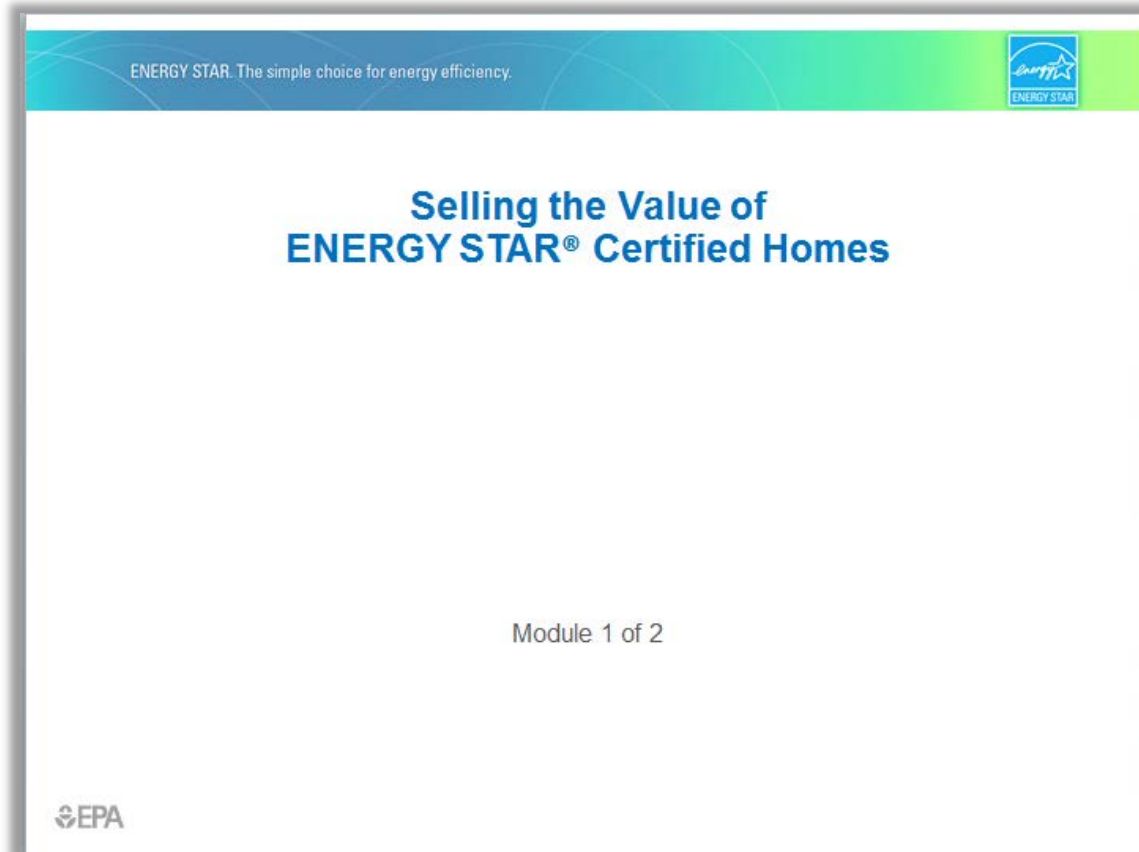 ENERGY STAR. The simple choice for energy efficiency.
energy
ENERGY STAR
Selling the Value of
ENERGY STAR® Certified Homes
Module 1 of 2
EPA